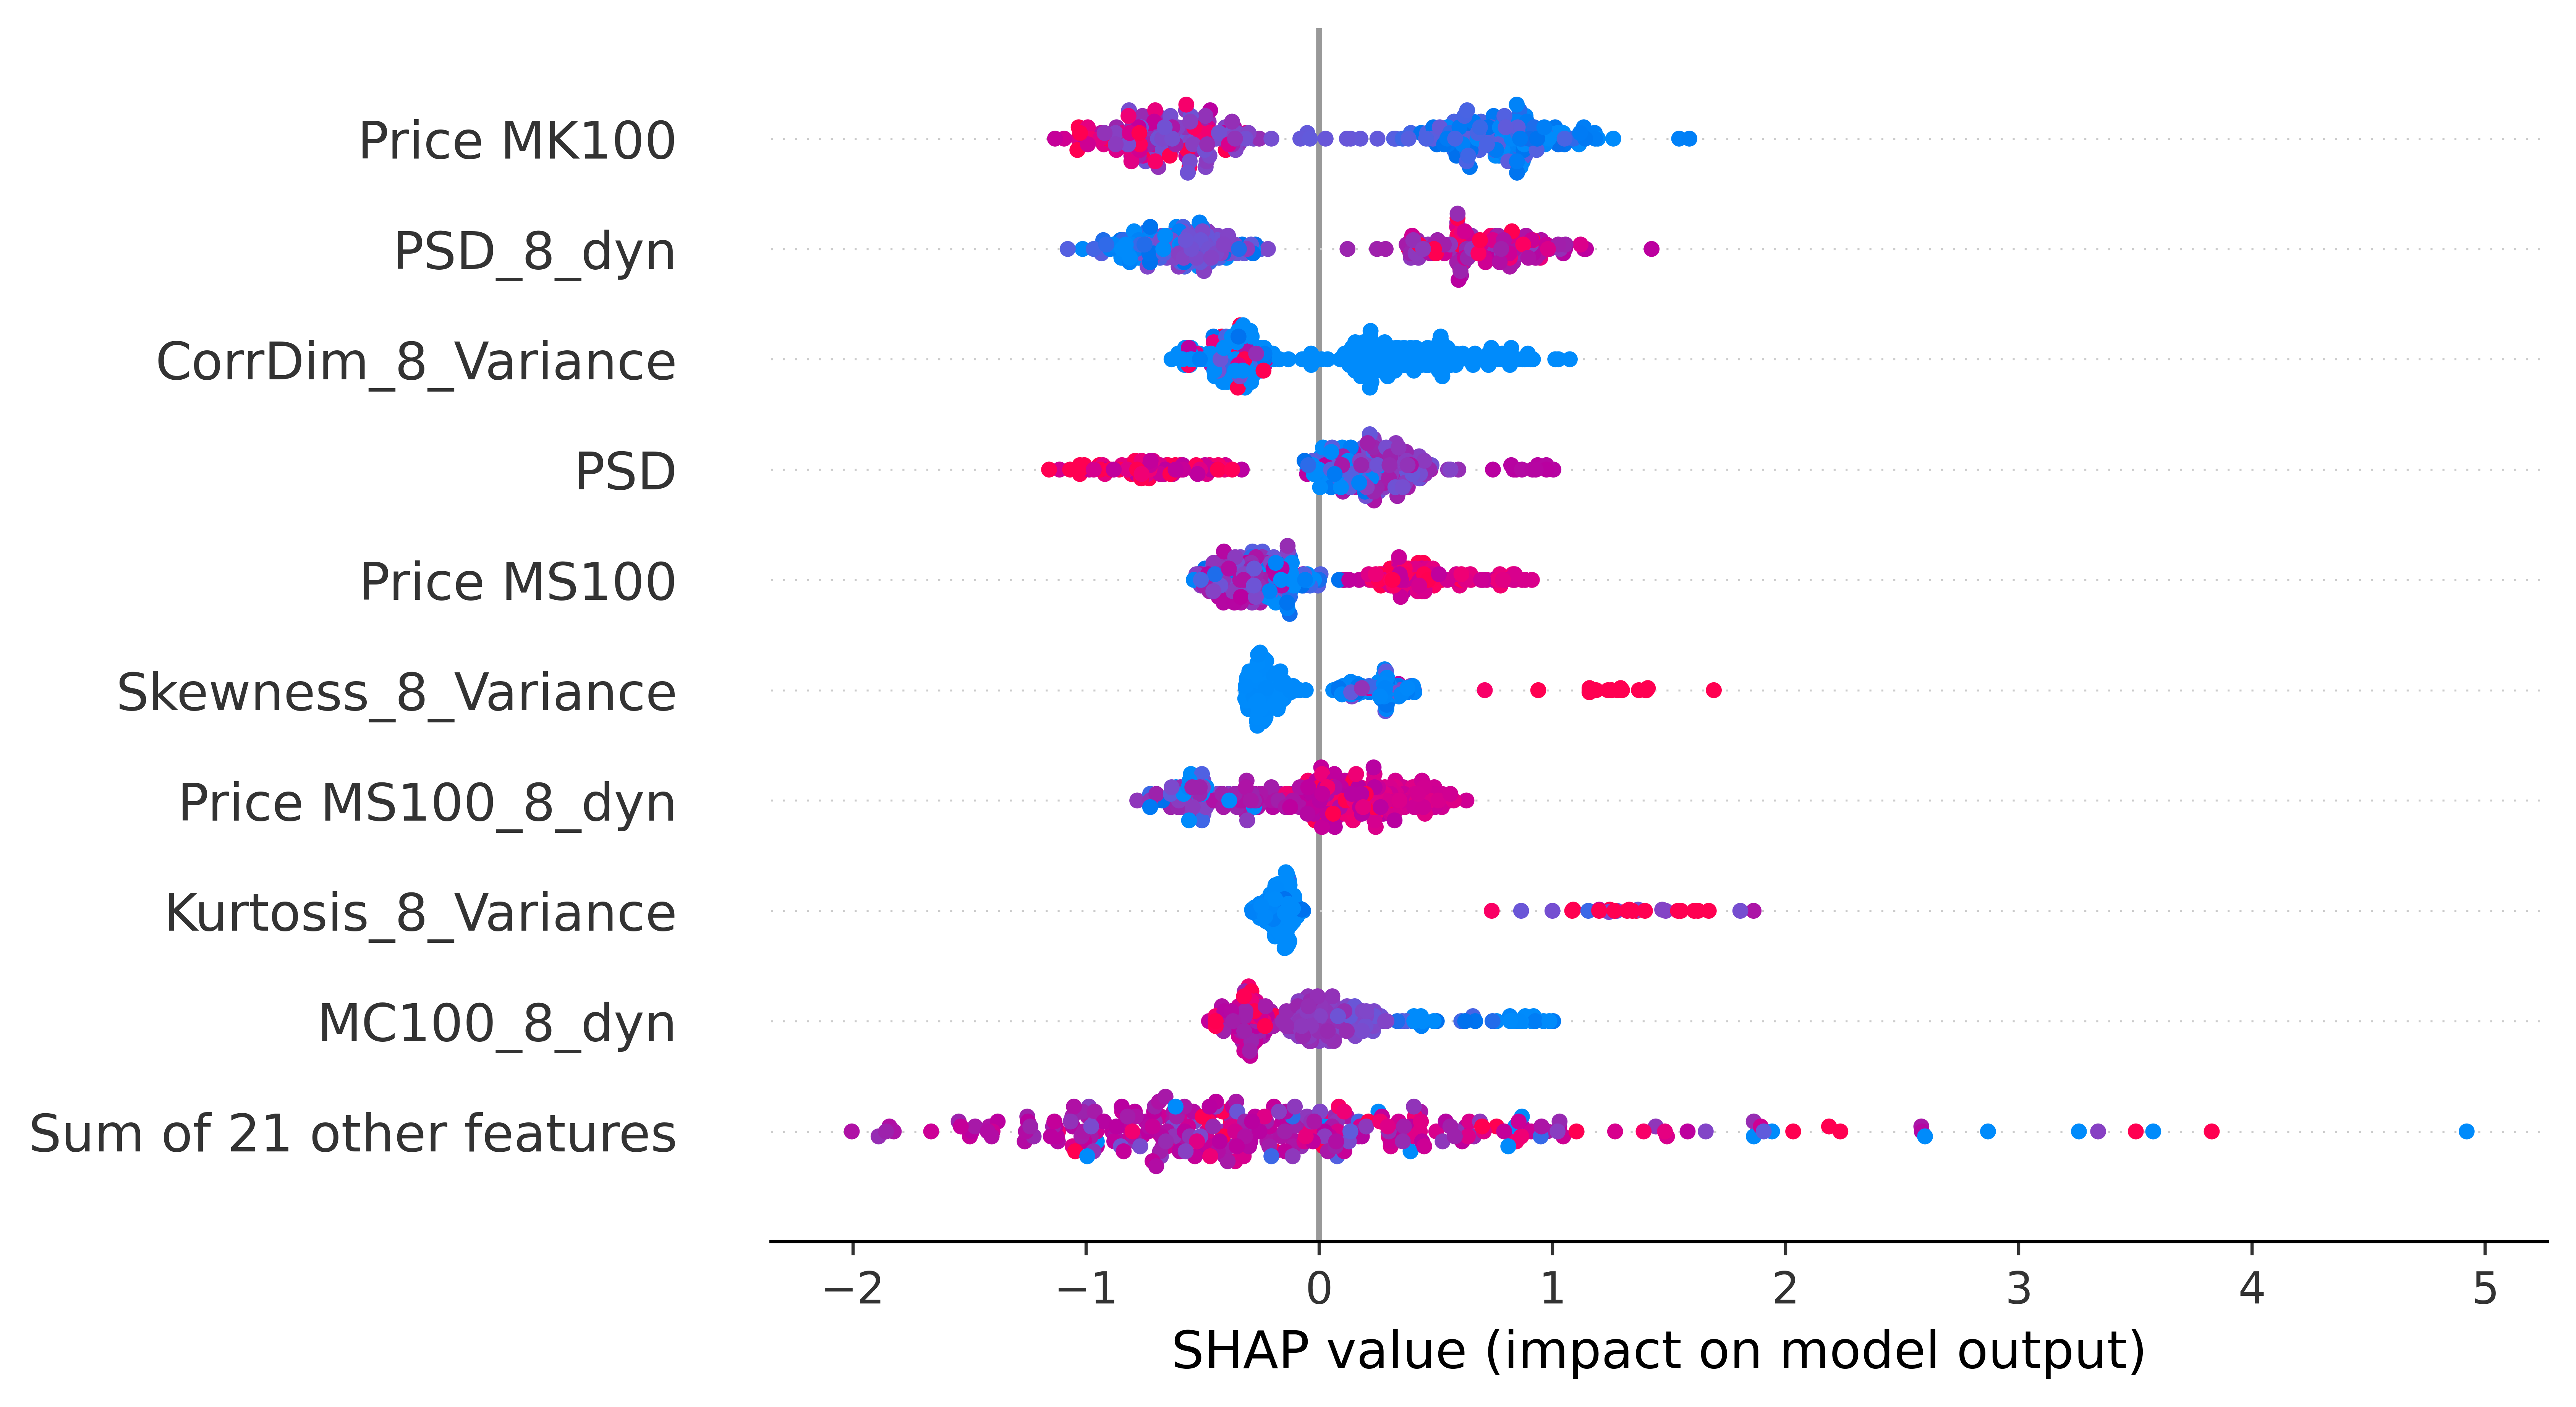 Price MK100
PSD_8_dyn
CorrDim_8_Variance
PSD
Price MS100
Skewness_8_Variance
Price MS100_8_dyn
Kurtosis_8_Variance
MC100_8_dyn
Sum of 21 other features
−2 −1 0 1 2 3 4 5
SHAP value (impact on model output)